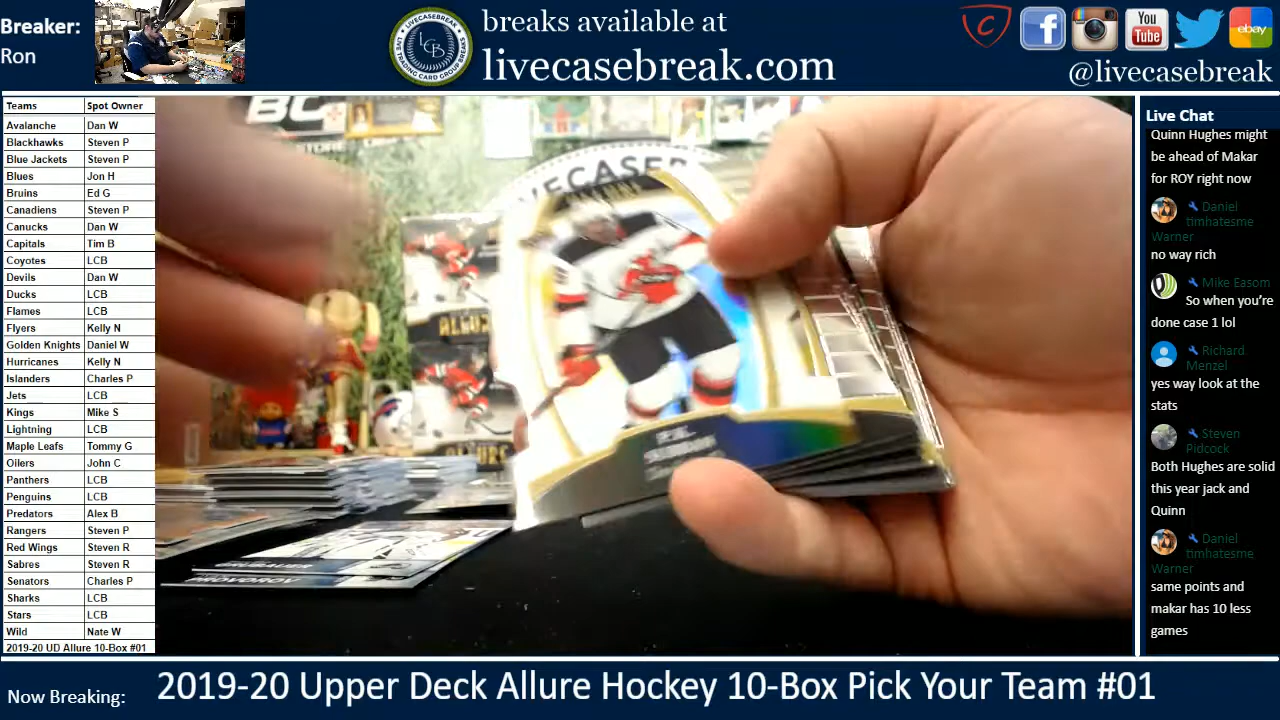 Breaker:
Ron
breaks available at
livecasebreak.com
LCB
You
Tube
ebay
@livecasebreak
Teams Spot Owner
Avalanche Dan W
Blackhawks Steven P
Blue Jackets Steven P
Blues Jon H
Bruins Ed G
Canadiens Steven P
Canucks Dan W
Capitals Tim B
Coyotes LCB
Devils Dan W
Ducks LCB
Flames LCB
Flyers Kelly N
Golden Knights Daniel W
Hurricanes Kelly N
Islanders Charles P
Jets LCB
Kings Mike S
Lightning LCB
Maple Leafs Tommy G
Oilers John C
Panthers LCB
Penguins LCB
Predators Alex B
Rangers Steven P
Red Wings Steven R
Sabres Steven R
Senators Charles P
Sharks LCB
Stars LCB
Wild Nate W
2019-20 UD Allure 10-Box #01
PROVOROV
Live Chat
Quinn Hughes might
be ahead of Makar
for ROY right now
Daniel
timhatesme
Warner
no way rich
Mike Easom
So when you're
done case 1 lol
Richard
Menzel
yes way look at the
stats
Steven
Pidcock
Both Hughes are solid
this year jack and
Quinn
Daniel
timhatesme
Warner
same points and
makar has 10 less
games
Now Breaking:
2019-20 Upper Deck Allure Hockey 10-Box Pick Your Team #01